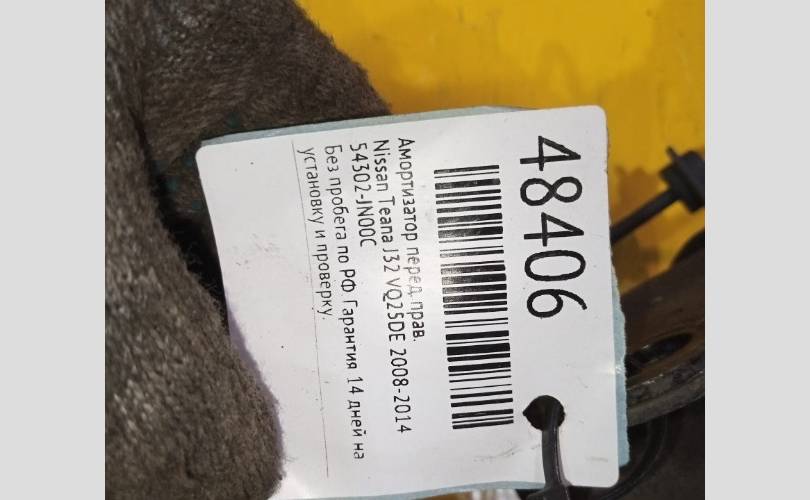 48406
Амортизатор перед. прав.
Nissan Teana J32 VQ25DE 2008-2014
54302-JN00C
Без пробега по РФ. Гарантия 14 дней на
установку и проверку.